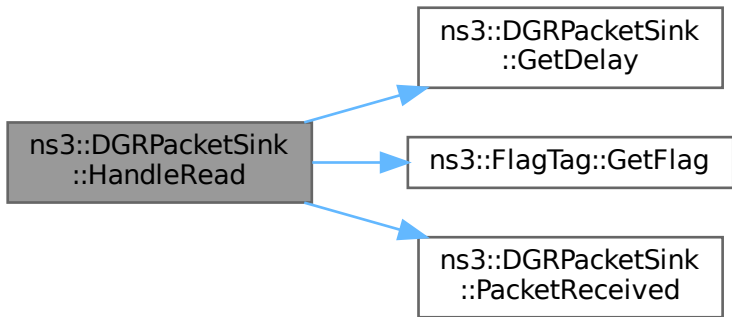 ns3::DGRPacketSink
::HandleRead
ns3::DGRPacketSink
::GetDelay
ns3::FlagTag::GetFlag
ns3::DGRPacketSink
::PacketReceived